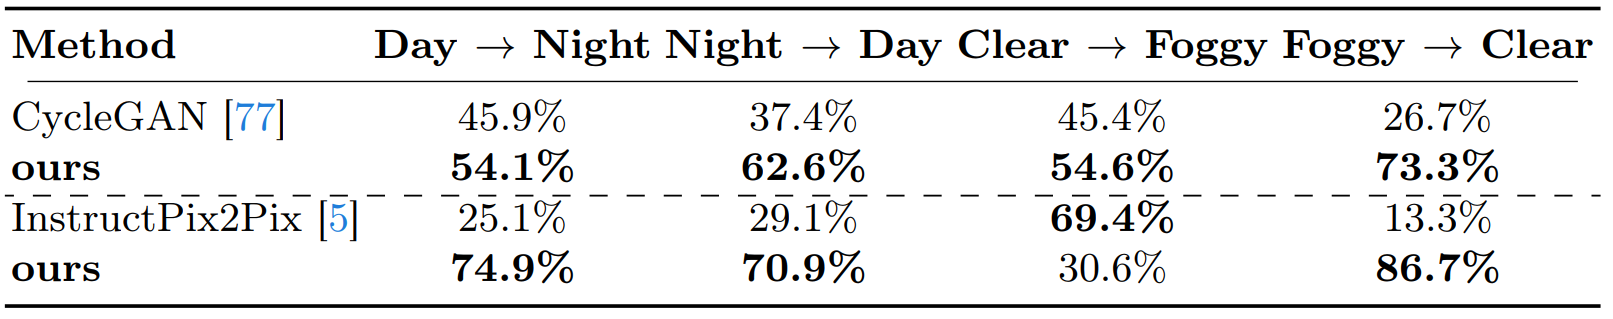 Method Day → Night Night → Day Clear → Foggy Foggy → Clear
CycleGAN [77] 45.9% 37.4% 45.4% 26.7%
ours 54.1% 62.6% 54.6% 73.3%
InstructPix2Pix [5] 25.1% 29.1% 69.4% 13.3%
ours 74.9% 70.9% 30.6% 86.7%